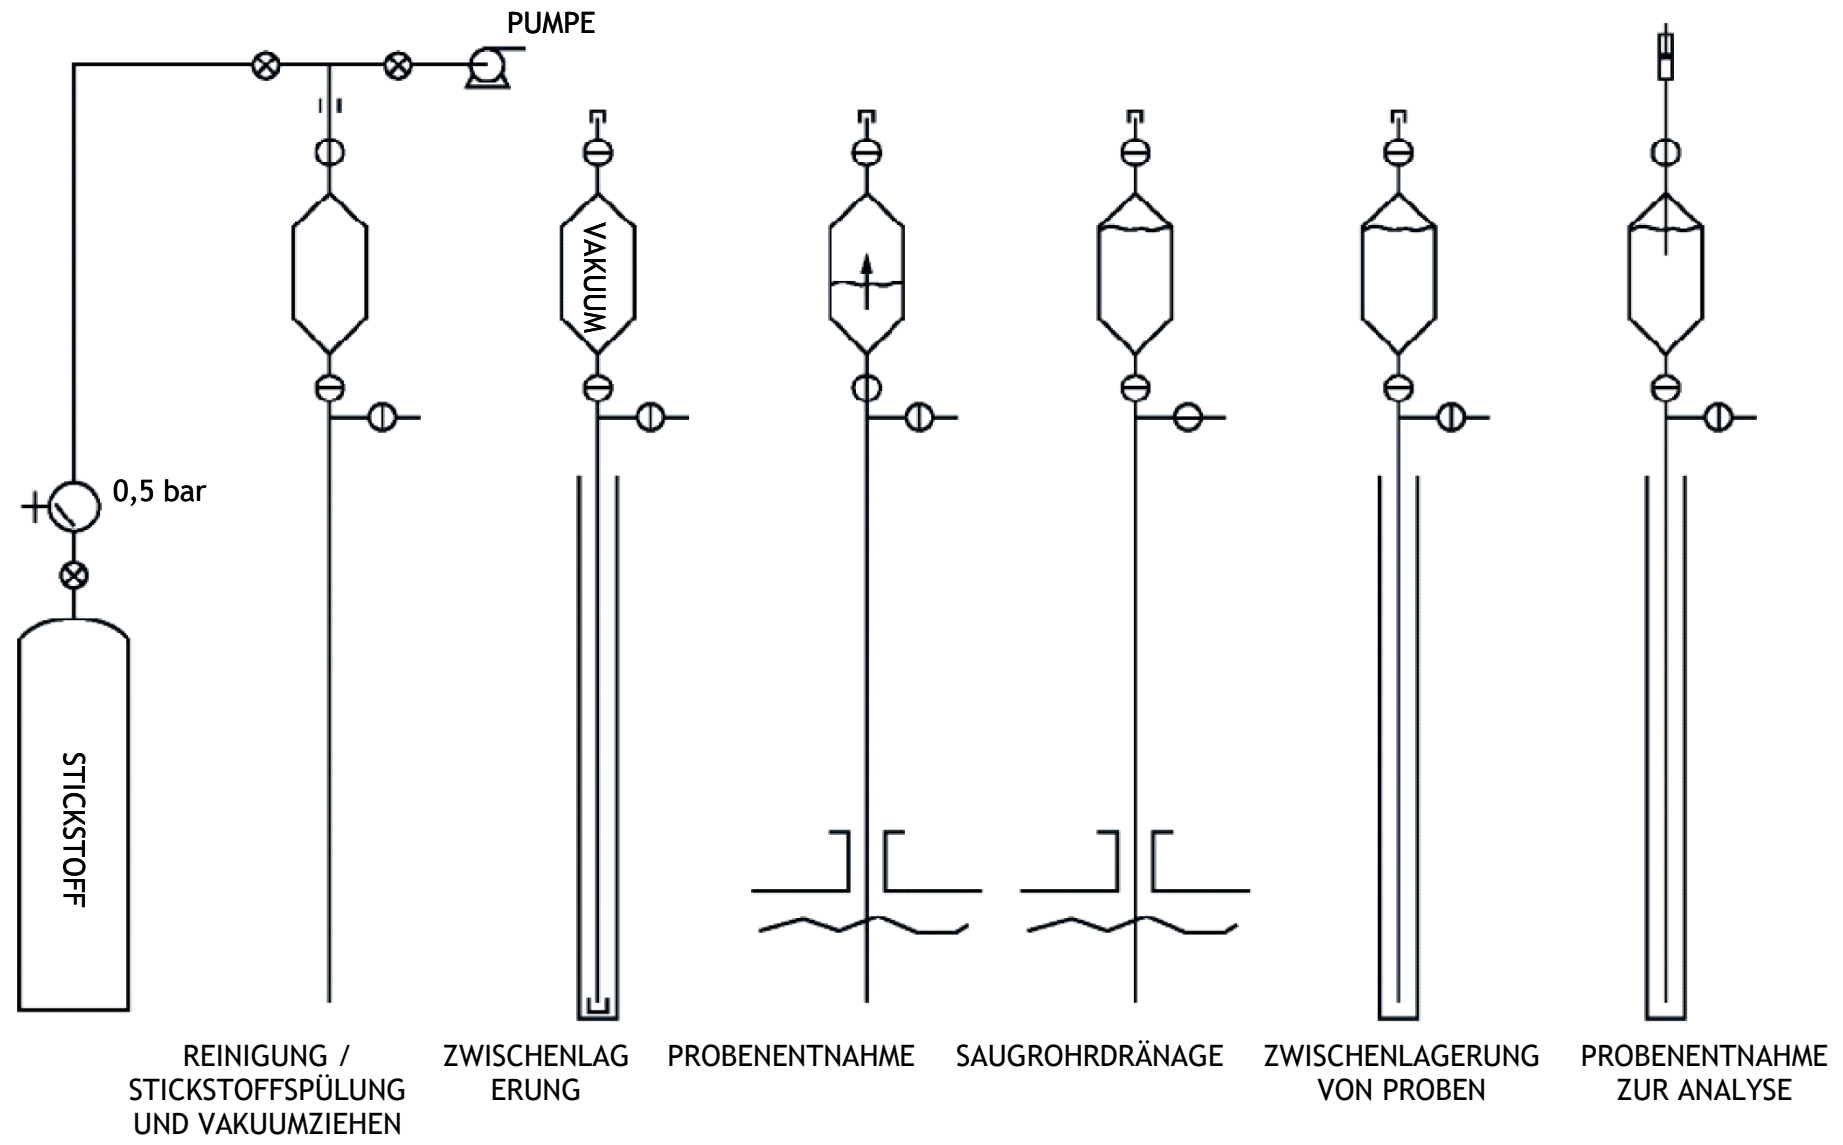 PUMPE
VAKUUM
0,5 bar
STICKSTOFF
REINIGUNG /
STICKSTOFFSPÜLUNG
UND VAKUUMZIEHEN
ZWISCHENLAG
ERUNG
PROBENENTNAHME
SAUGROHRDRÄNAGE
ZWISCHENLAGERUNG
VON PROBEN
PROBENENTNAHME
ZUR ANALYSE